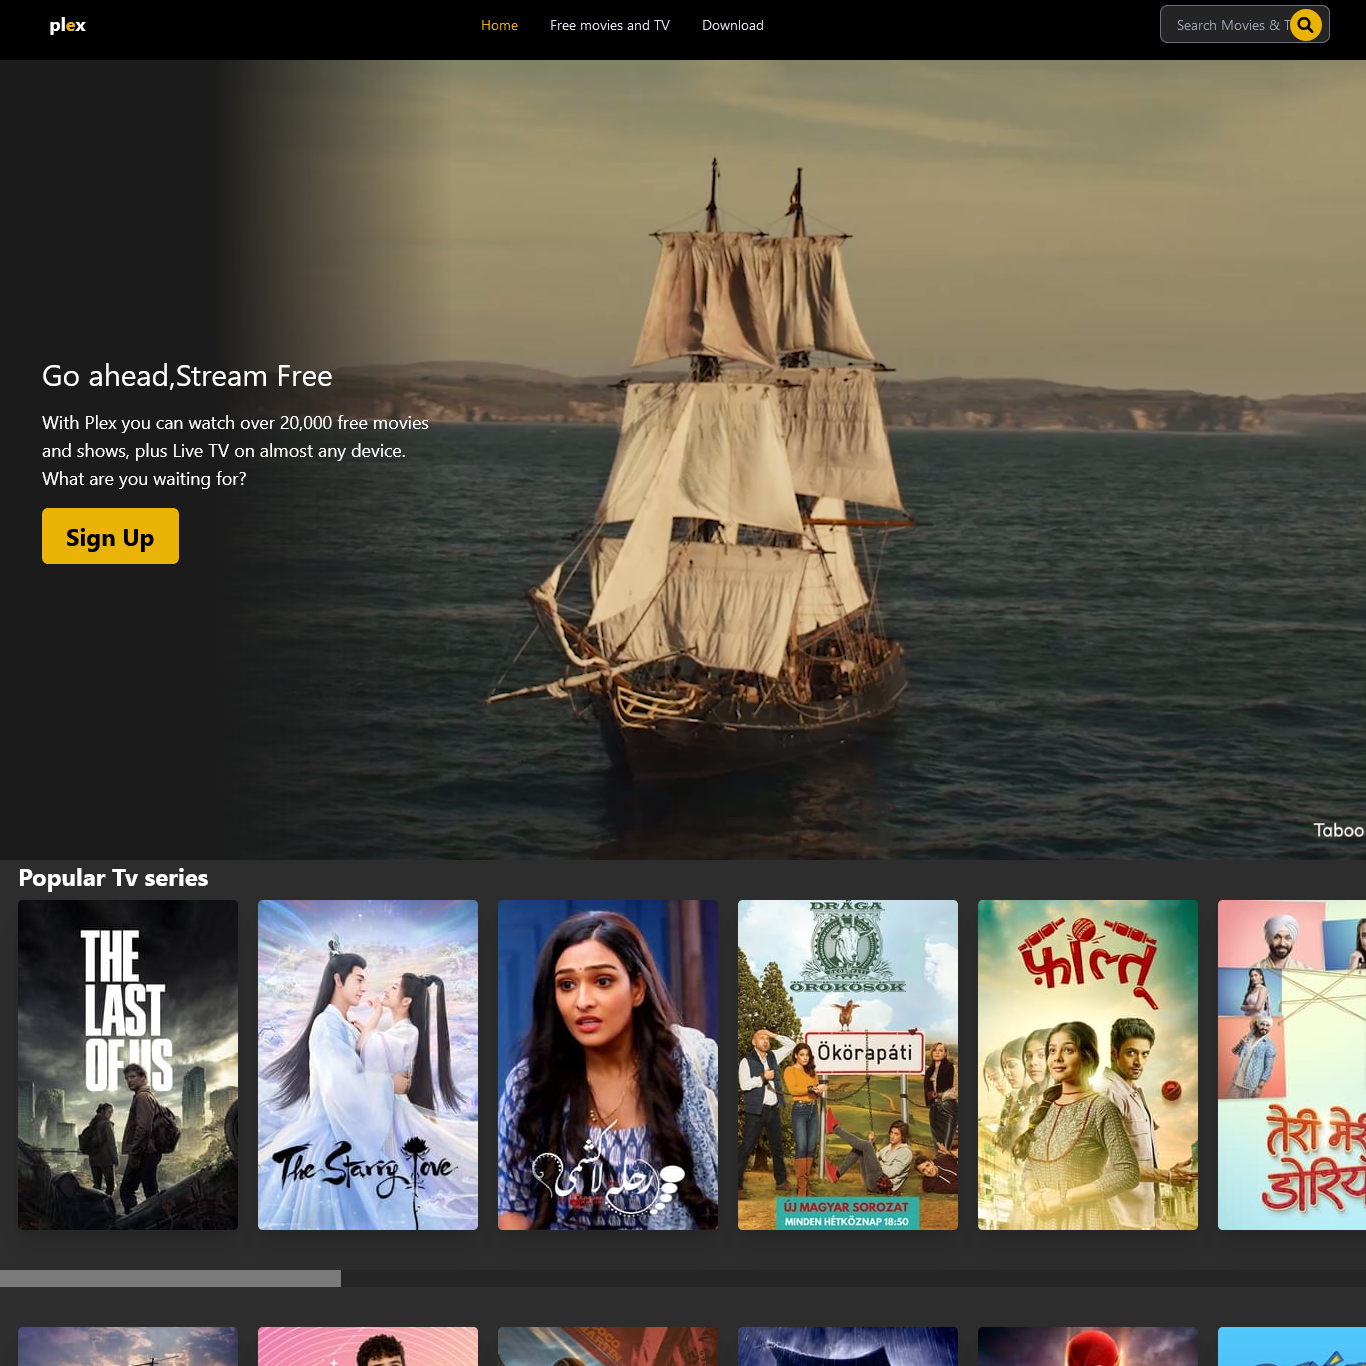 plex
Home
Free movies and TV
Download
Search Movies & T
Go ahead,Stream Free
With Plex you can watch over 20,000 free movies
and shows, plus Live TV on almost any device.
What are you waiting for?
Sign Up
Taboo
Popular Tv series
THE
LAST
OF US
The Starry Love
رحلة لاكشمي
DRÁGA
ÖRÖKÖSÖK
Ökörapáti
ÚJ MAGYAR SOROZAT
MINDEN HÉTKÖZNAP 18:50
फ़ालतू
तेरी मेरी